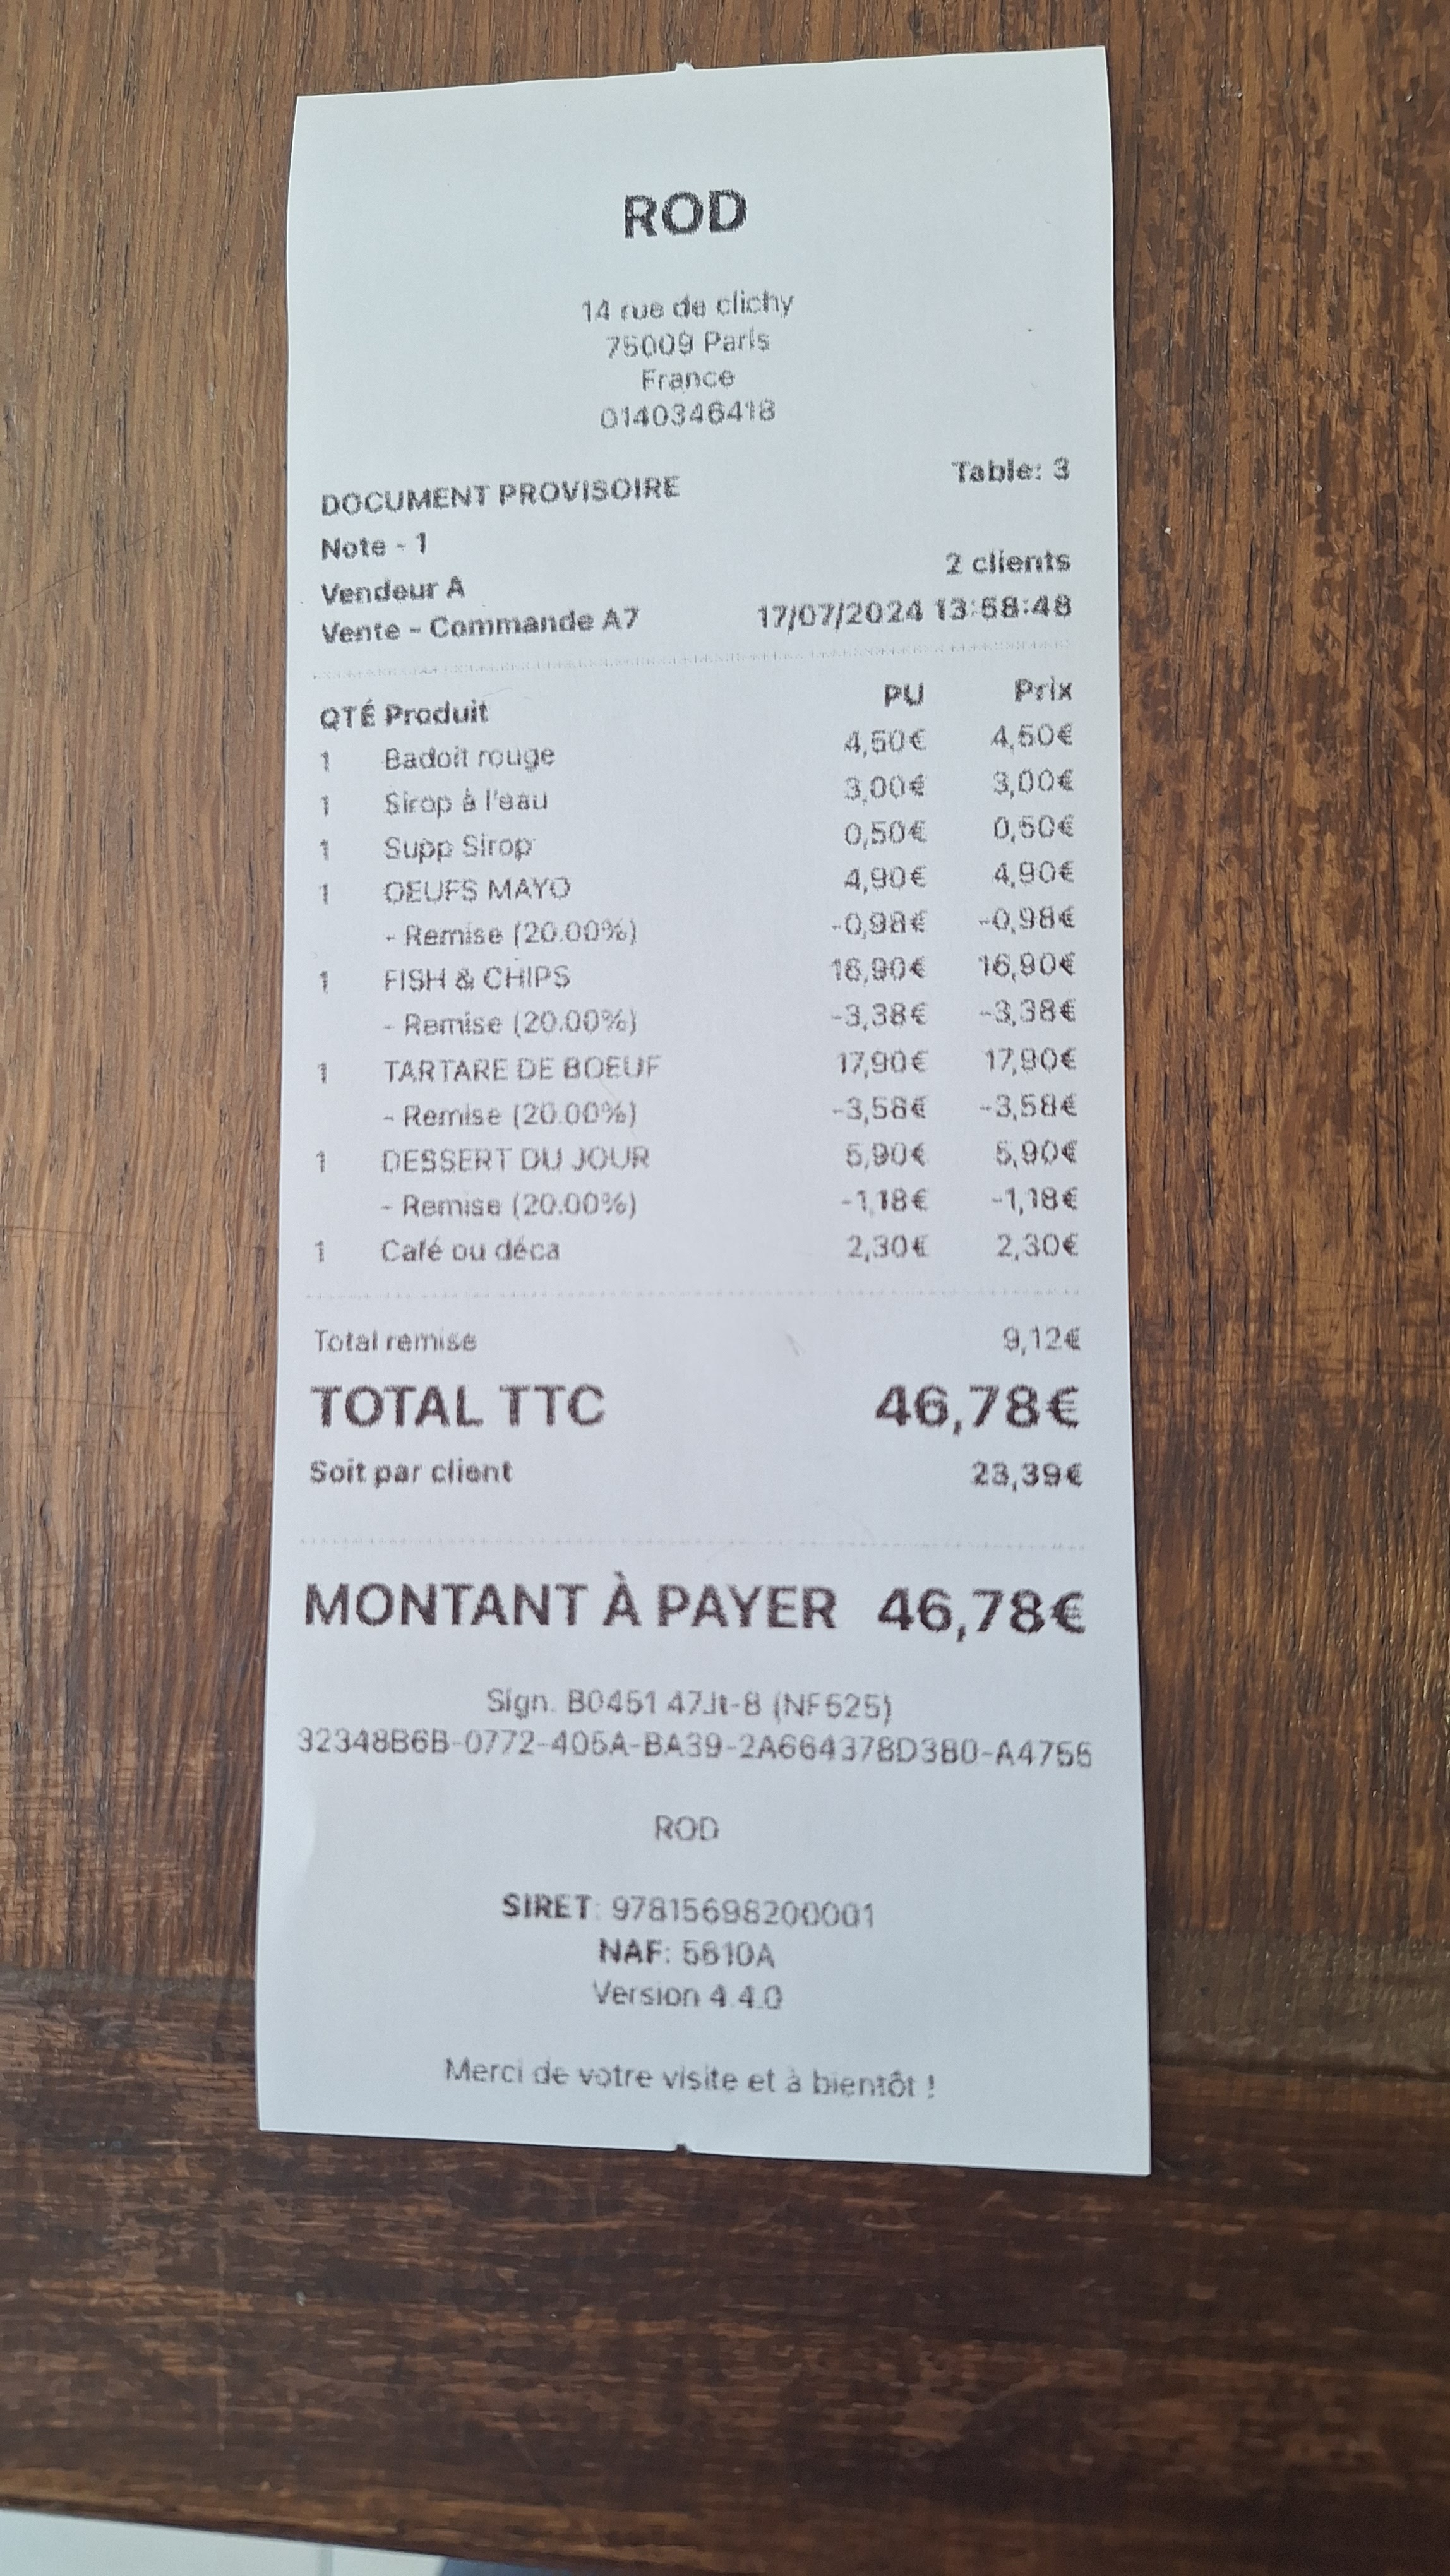 ROD
14 rue de clichy
75009 Paris
France
0140346418
Table: 3
DOCUMENT PROVISOIRE
Note - 1
2 clients
Vendeur A
Vente - Commande A7 17/07/2024 13:58:48
QTÉ Produit PU Prix
1 Badoit rouge 4,50€ 4,50€
1 Sirop à l'eau 3,00€ 3,00€
1 Supp Sirop 0,50€ 0,50€
1 OEUFS MAYO 4,90€ 4,90€
- Remise (20.00%) -0,98€ -0,98€
1 FISH & CHIPS 16,90€ 16,90€
- Remise (20.00%) -3,38€ -3,38€
1 TARTARE DE BOEUF 17,90€ 17,90€
- Remise (20.00%) -3,58€ -3,58€
1 DESSERT DU JOUR 5,90€ 5,90€
- Remise (20.00%) -1,18€ -1,18€
1 Café ou déca 2,30€ 2,30€
Total remise 9,12€
TOTAL TTC 46,78€
Soit par client 23,39€
MONTANT À PAYER 46,78€
Sign. B0451 (NF525)
ROD
SIRET: 97815698200001
NAF: 5610A
Version 4.4.0
Merci de votre visite et à bientôt !